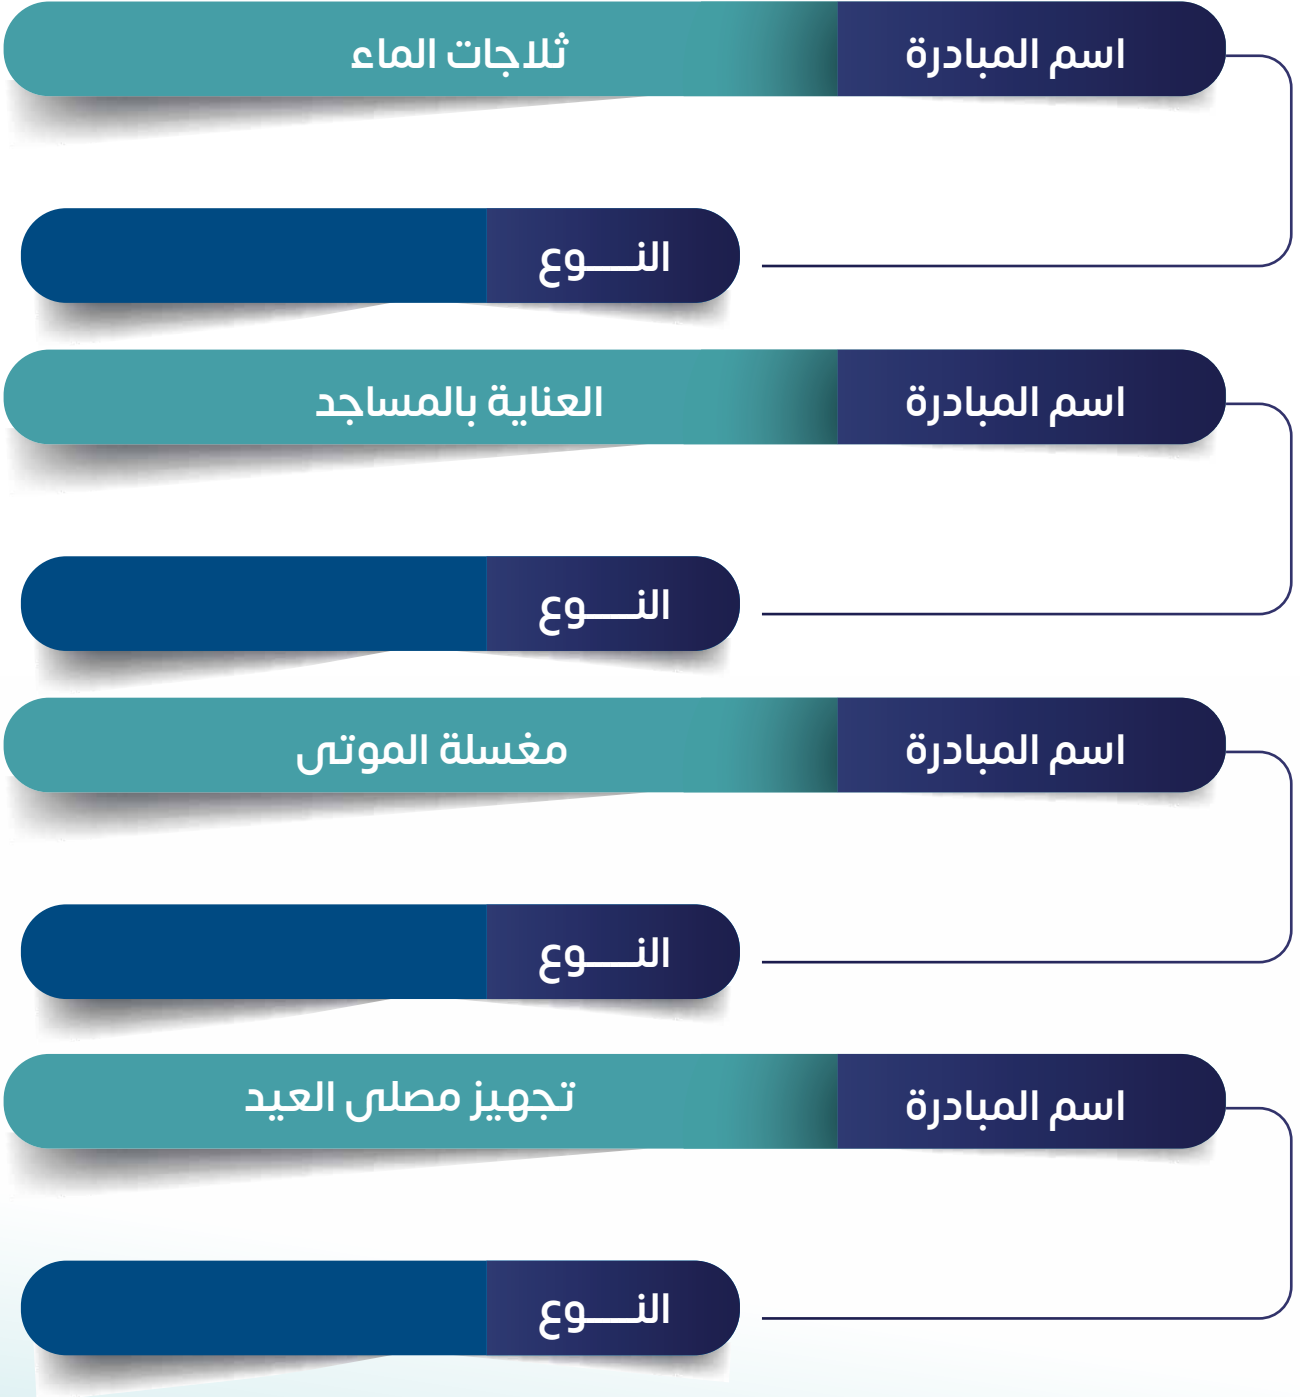 اسم المبادرة ثلاجات الماء
النـــوع
اسم المبادرة العناية بالمساجد
النـــوع
اسم المبادرة مغسلة الموتى
النـــوع
اسم المبادرة تجهيز مصلى العيد
النـــوع